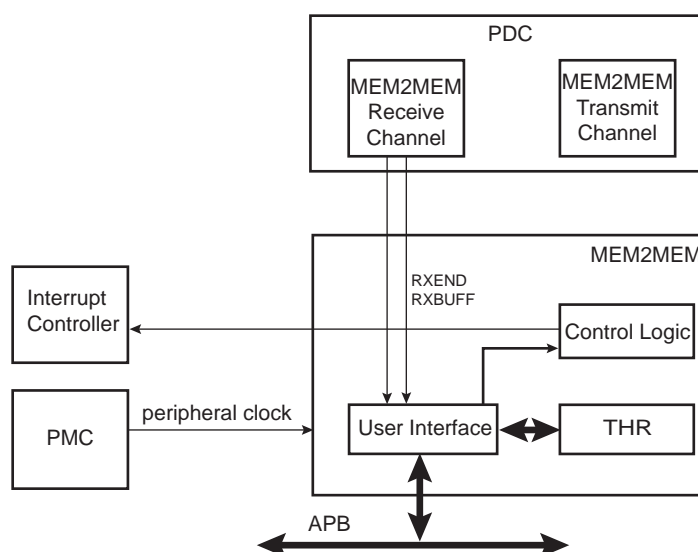 PDC
MEM2MEM
Receive
Channel
MEM2MEM
Transmit
Channel
MEM2MEM
RXEND
RXBUFF
Interrupt
Controller
Control Logic
peripheral clock
PMC
User Interface
THR
APB